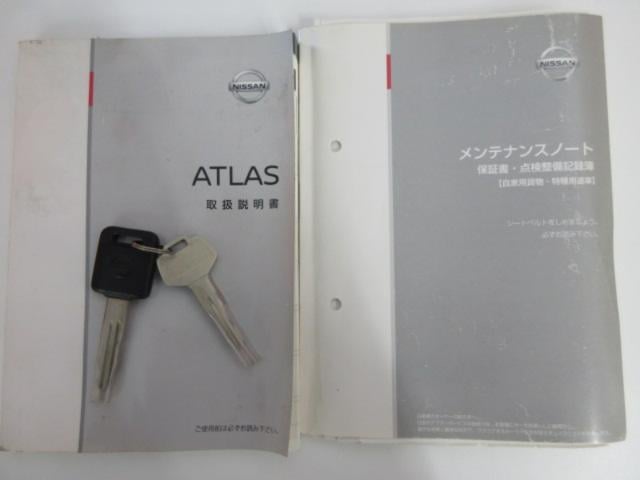 NISSAN
ATLAS
取扱説明書
ご使用前は必ずお読み下さい。
NISSAN
メンテナンスノート
保証書・点検整備記録簿
【自家用貨物・特種用途車】
シートベルトをしめましょう。
必ずお読み下さい。